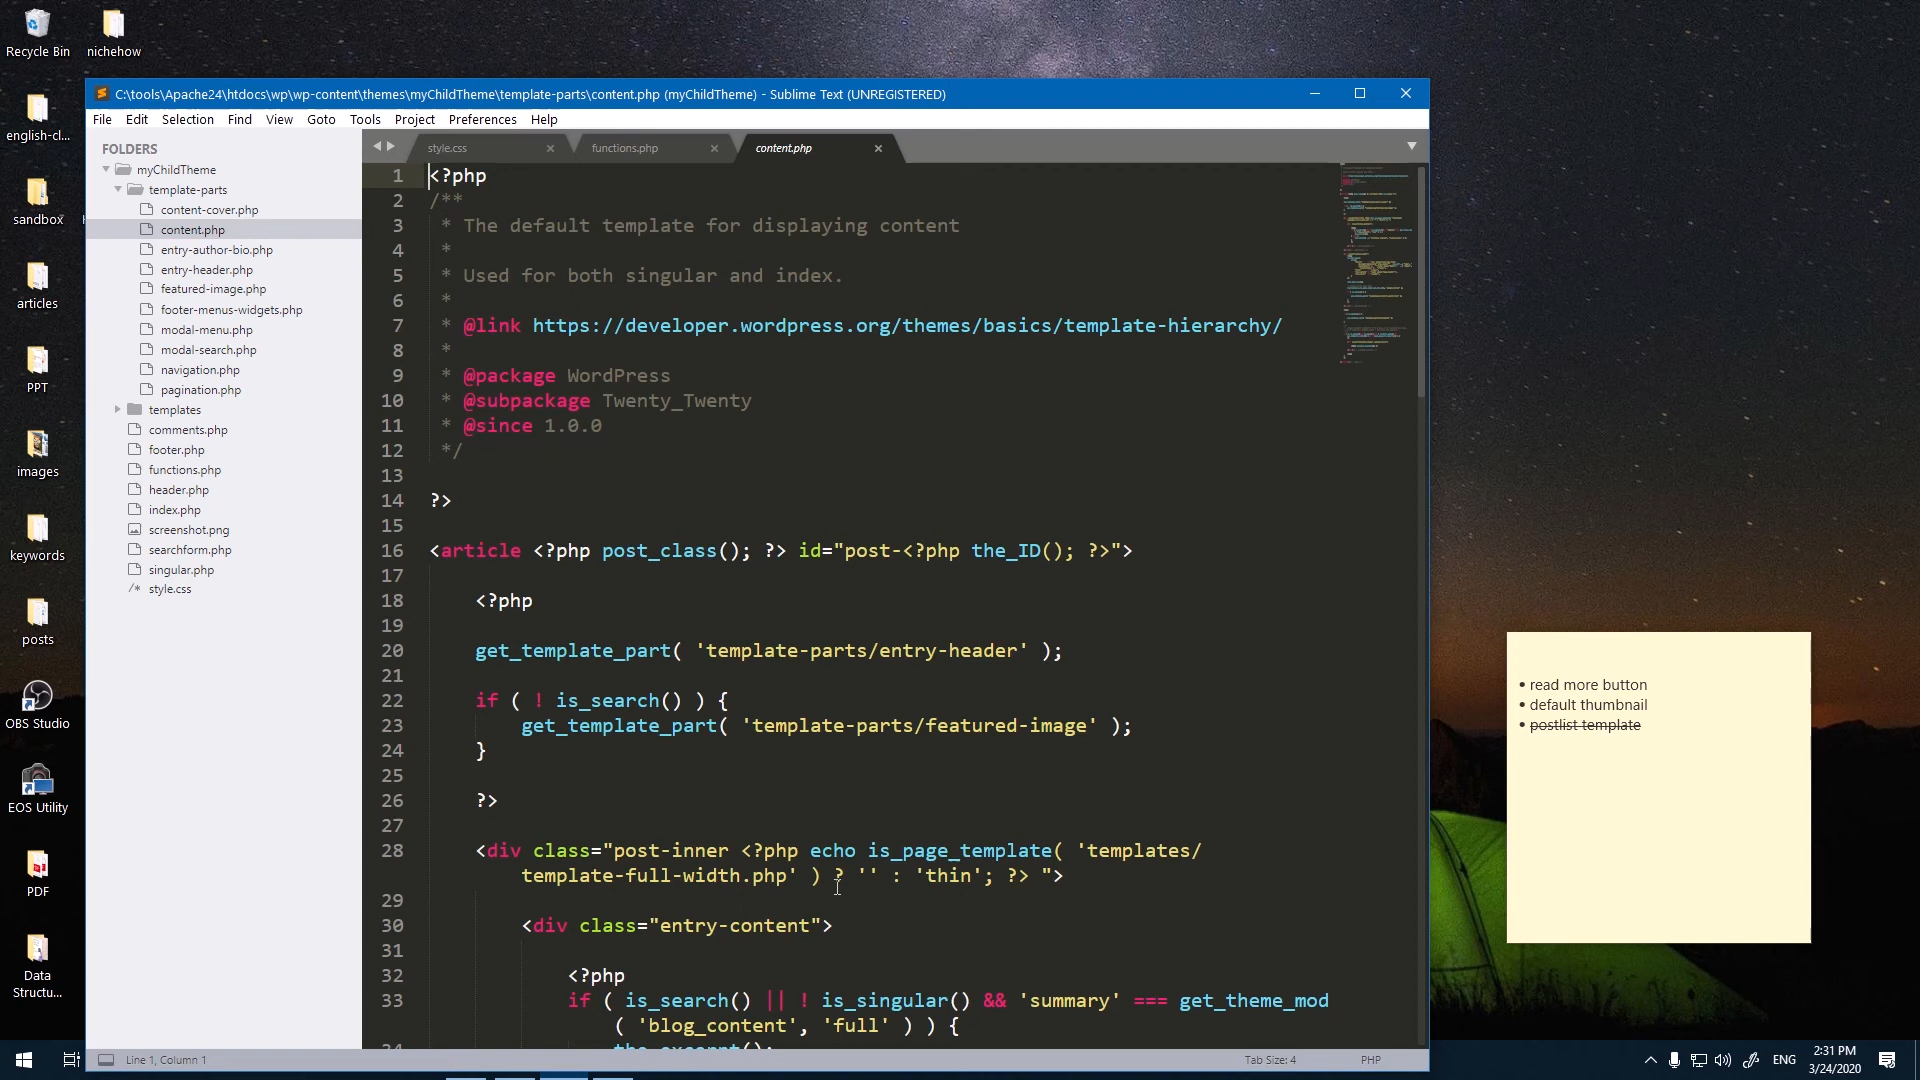 Recycle Bin
nichehow
english-cl...
sandbox
articles
PPT
images
keywords
posts
OBS Studio
EOS Utility
PDF
Data
Structu...
C:\tools\Apache24\htdocs\wp\wp-content\themes\myChildTheme\template-parts\content.php (myChildTheme) - Sublime Text (UNREGISTERED)
File Edit Selection Find View Goto Tools Project Preferences Help
FOLDERS
myChildTheme
template-parts
content-cover.php
content.php
entry-author-bio.php
entry-header.php
featured-image.php
footer-menus-widgets.php
modal-menu.php
modal-search.php
navigation.php
pagination.php
templates
comments.php
footer.php
functions.php
header.php
index.php
screenshot.png
searchform.php
singular.php
/* style.css
style.css functions.php content.php
1 <?php
2 /**
3 * The default template for displaying content
4 *
5 * Used for both singular and index.
6 *
7 * @link https://developer.wordpress.org/themes/basics/template-hierarchy/
8 *
9 * @package WordPress
10 * @subpackage Twenty_Twenty
11 * @since 1.0.0
12 */
13
14 ?>
15
16 <article <?php post_class(); ?> id="post-<?php the_ID(); ?>">
17
18 <?php
19
20 get_template_part( 'template-parts/entry-header' );
21
22 if ( ! is_search() ) {
23 get_template_part( 'template-parts/featured-image' );
24 }
25
26 ?>
27
28 <div class="post-inner <?php echo is_page_template( 'templates/
template-full-width.php' ) ? '' : 'thin'; ?> ">
29
30 <div class="entry-content">
31
32 <?php
33 if ( is_search() || ! is_singular() && 'summary' === get_theme_mod
( 'blog_content', 'full' ) ) {
34 the_excerpt();
Line 1, Column 1
Tab Size: 4
PHP
• read more button
• default thumbnail
• postlist template
ENG
2:31 PM
3/24/2020